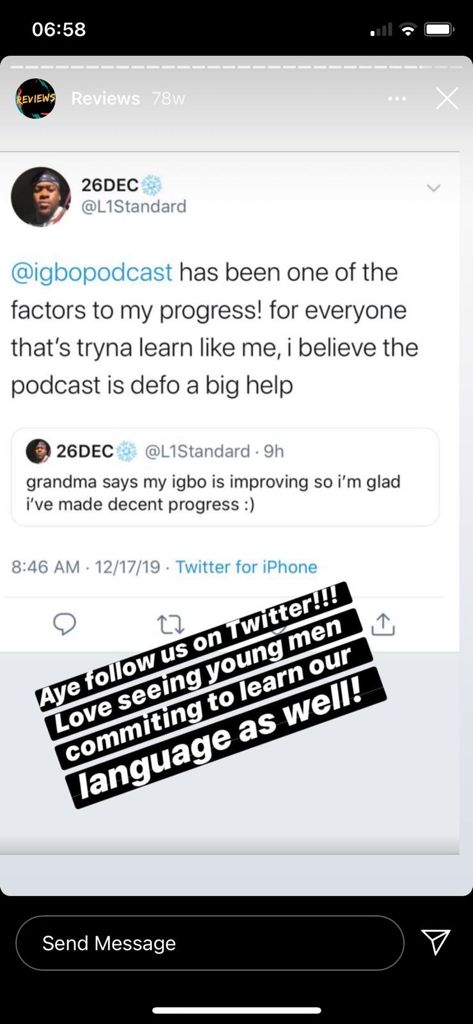 06:58
REVIEWS
Reviews 78w
26DEC
@L1Standard
@igbopodcast has been one of the
factors to my progress! for everyone
that's tryna learn like me, i believe the
podcast is defo a big help
26DEC @L1Standard · 9h
grandma says my igbo is improving so i'm glad
i've made decent progress :)
8:46 AM · 12/17/19 · Twitter for iPhone
Aye follow us on Twitter!!!
Love seeing young men
commiting to learn our
language as well!
Send Message